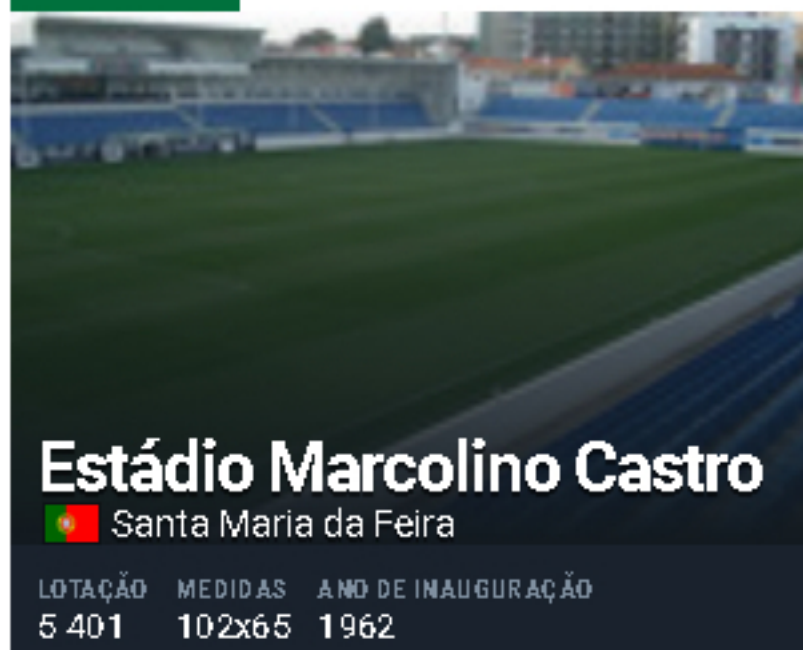 Estádio Marcolino Castro
Santa Maria da Feira
LOTAÇÃO MEDIDAS ANO DE INAUGURAÇÃO
5 401 102x65 1962